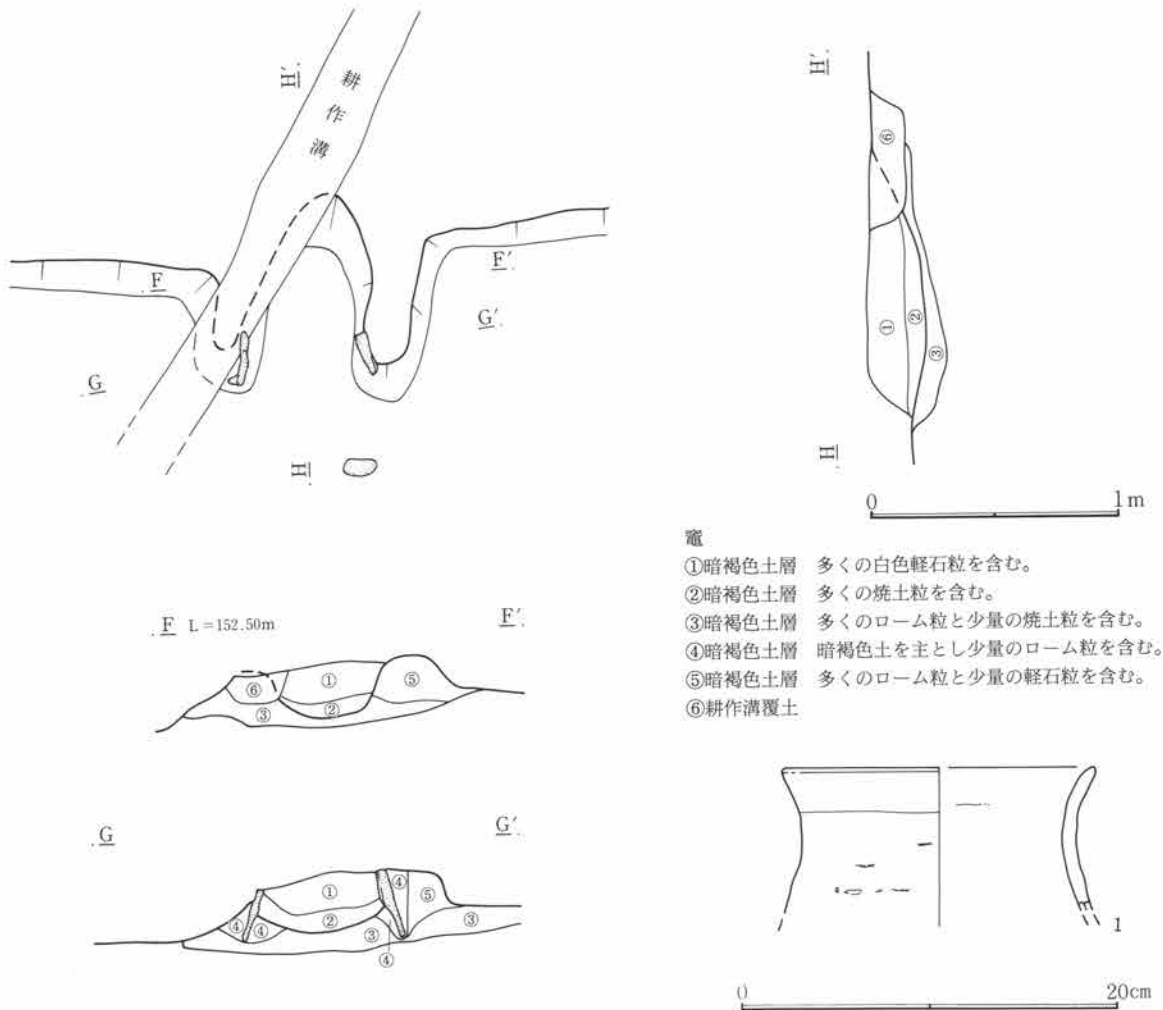 H′
耕作溝
F
F′
G′
G
H
H′
⑥
①
②
③
H
0 1m
竈
①暗褐色土層 多くの白色軽石粒を含む。
②暗褐色土層 多くの焼土粒を含む。
③暗褐色土層 多くのローム粒と少量の焼土粒を含む。
④暗褐色土層 暗褐色土を主とし少量のローム粒を含む。
⑤暗褐色土層 多くのローム粒と少量の軽石粒を含む。
⑥耕作溝覆土
F L=152.50m F′
⑥ ① ⑤
③ ②
G G′
① ④ ⑤
④ ④ ② ③ ③
④
1
0 20cm